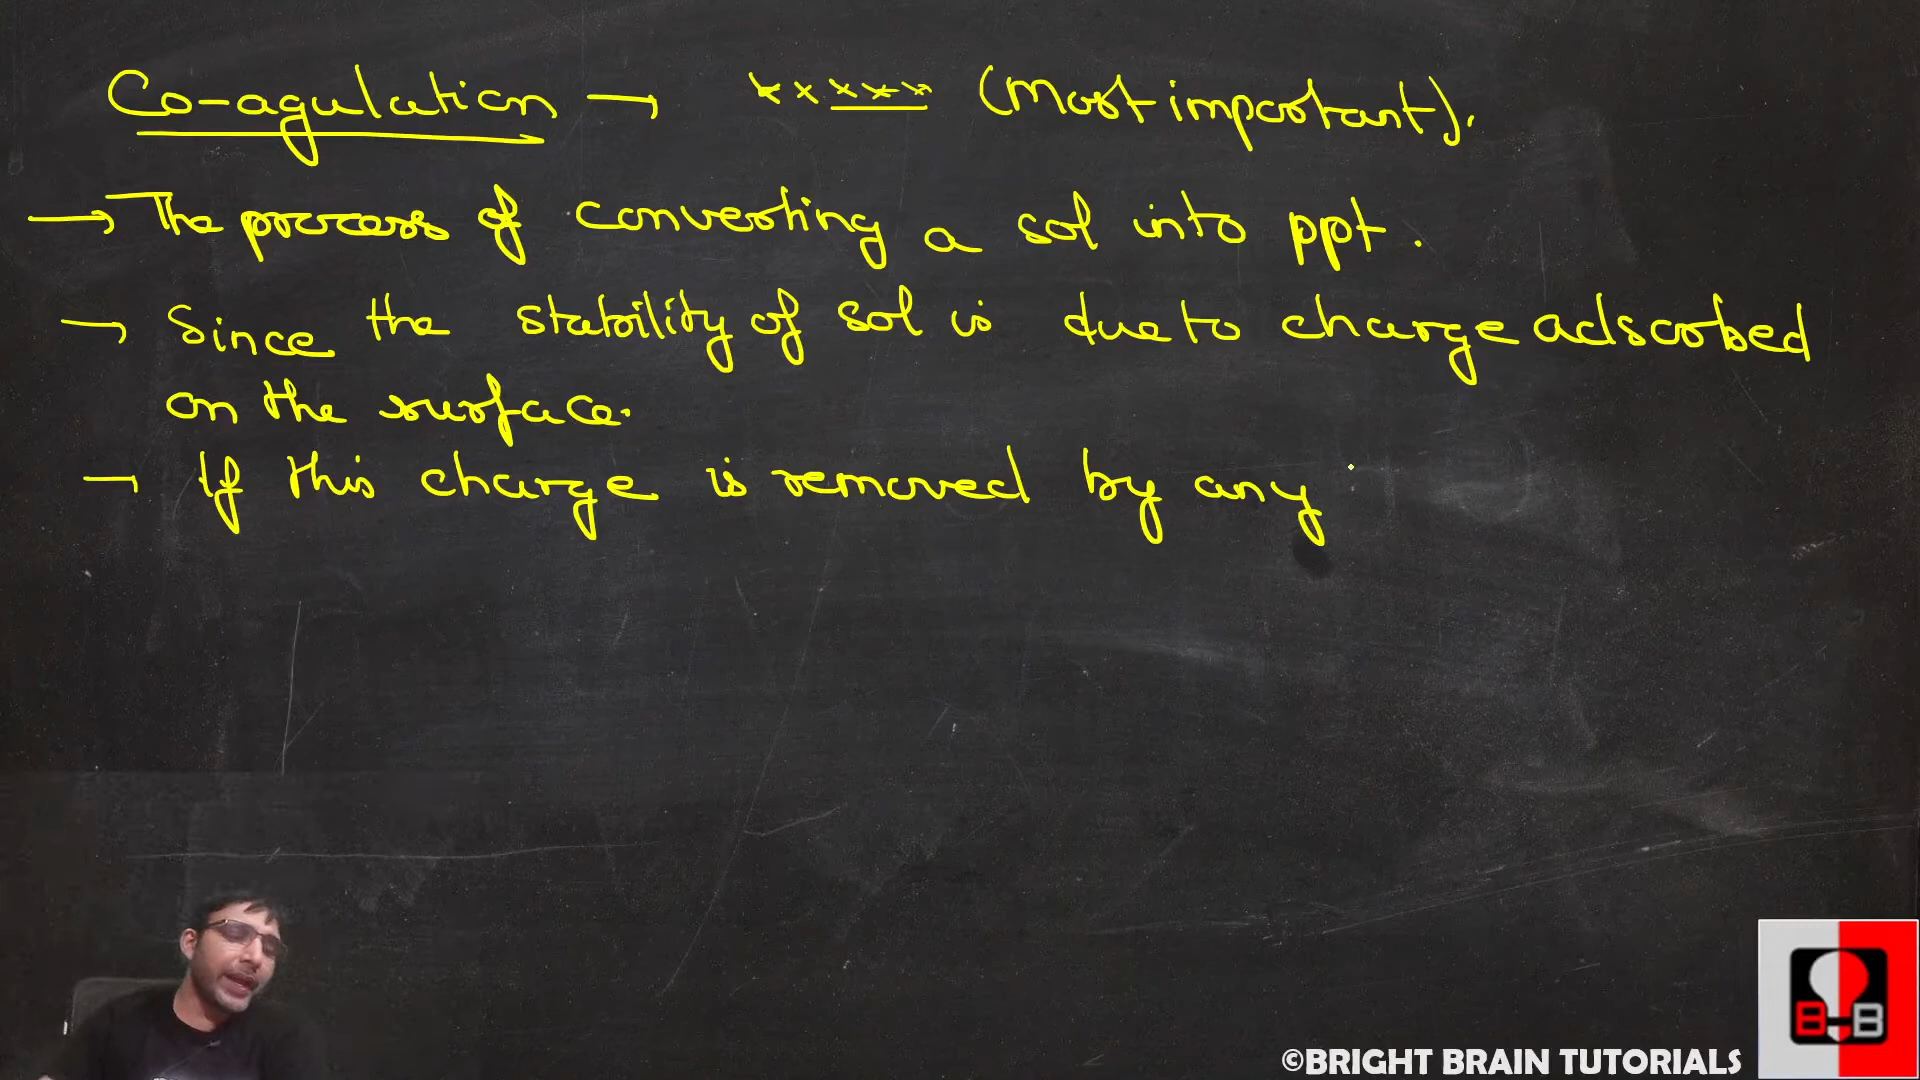 Co-agulation → xxxxx (Most important).
→ The process of converting a sol into ppt.
→ Since the stability of sol is due to charge adsorbed
on the surface.
→ If this charge is removed by any
B B
©BRIGHT BRAIN TUTORIALS